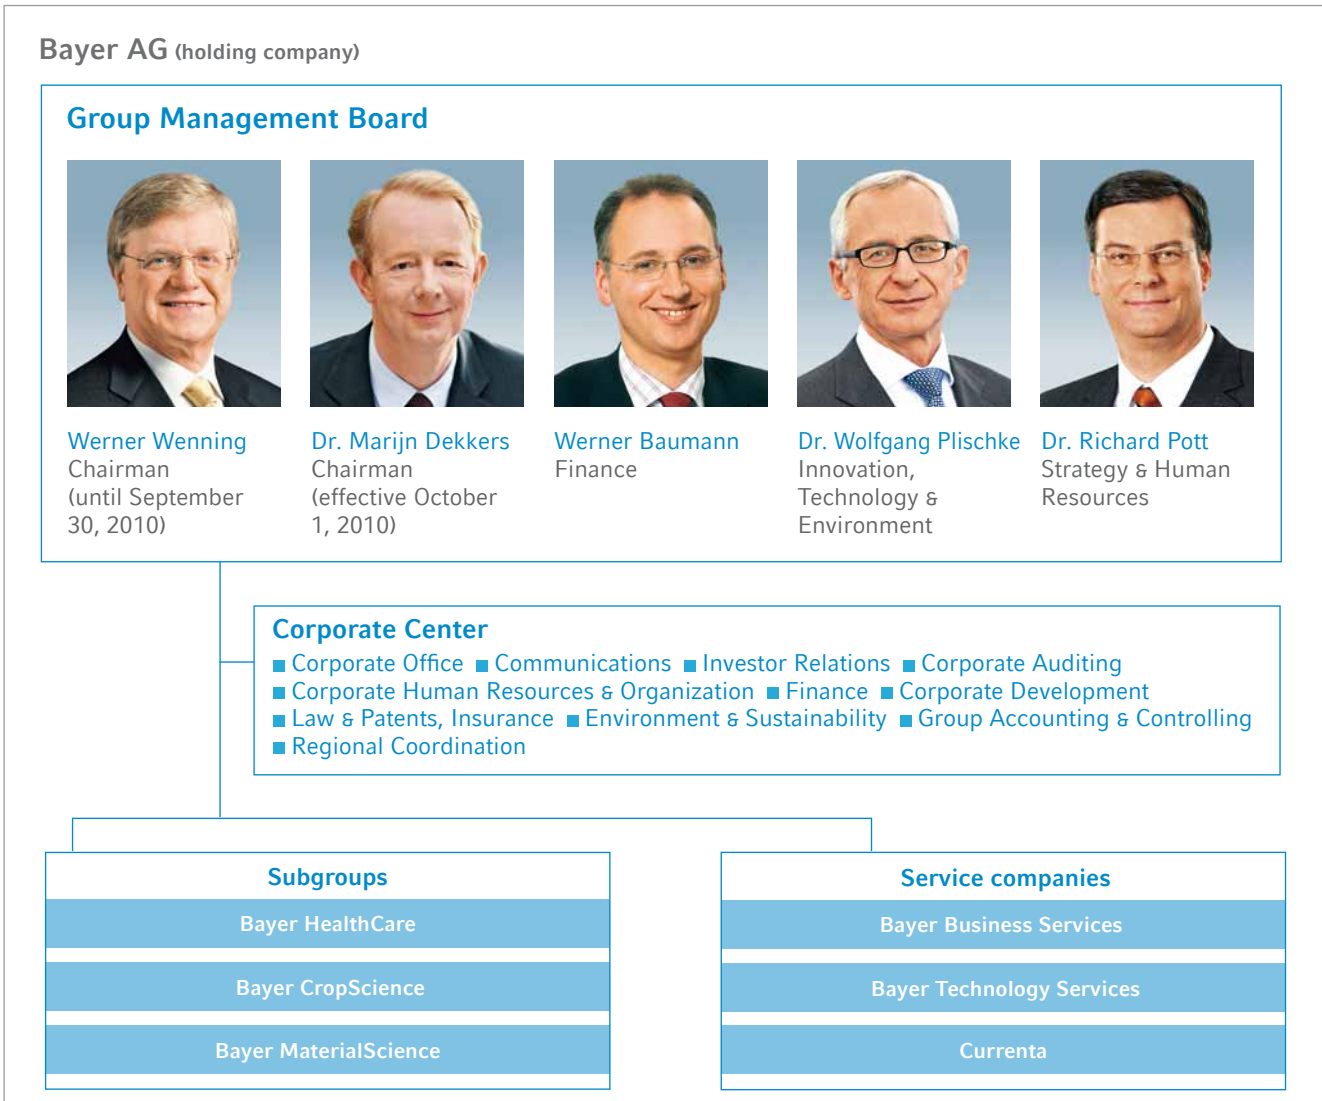 Bayer AG (holding company)
Group Management Board
Werner Wenning
Chairman
(until September
30, 2010)
Dr. Marijn Dekkers
Chairman
(effective October
1, 2010)
Werner Baumann
Finance
Dr. Wolfgang Plischke
Innovation,
Technology &
Environment
Dr. Richard Pott
Strategy & Human
Resources
Corporate Center
■ Corporate Office ■ Communications ■ Investor Relations ■ Corporate Auditing
■ Corporate Human Resources & Organization ■ Finance ■ Corporate Development
■ Law & Patents, Insurance ■ Environment & Sustainability ■ Group Accounting & Controlling
■ Regional Coordination
Subgroups
Bayer HealthCare
Bayer CropScience
Bayer MaterialScience
Service companies
Bayer Business Services
Bayer Technology Services
Currenta